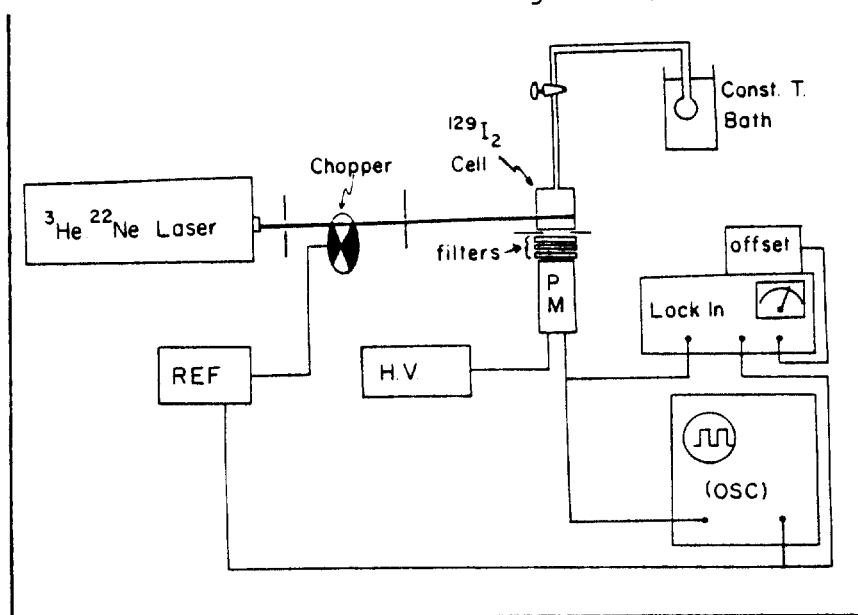 Const. T.
Bath
¹²⁹I₂
Cell
Chopper
³He ²²Ne Laser
filters
offset
P
M
Lock In
REF
H.V.
(OSC)